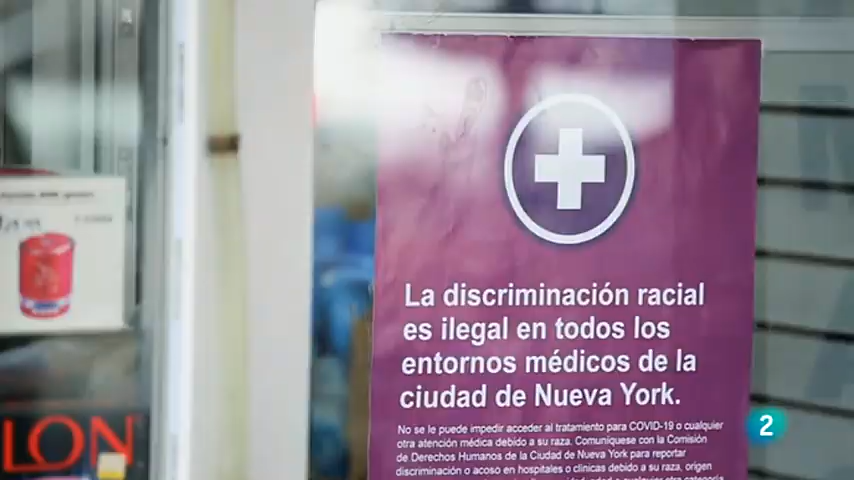 La discriminación racial
es ilegal en todos los
entornos médicos de la
ciudad de Nueva York.
No se le puede impedir acceder al tratamiento para COVID-19 o cualquier
otra atención médica debido a su raza. Comuníquese con la Comisión
de Derechos Humanos de la Ciudad de Nueva York para reportar
discriminación o acoso en hospitales o clínicas debido a su raza, origen
LON
2